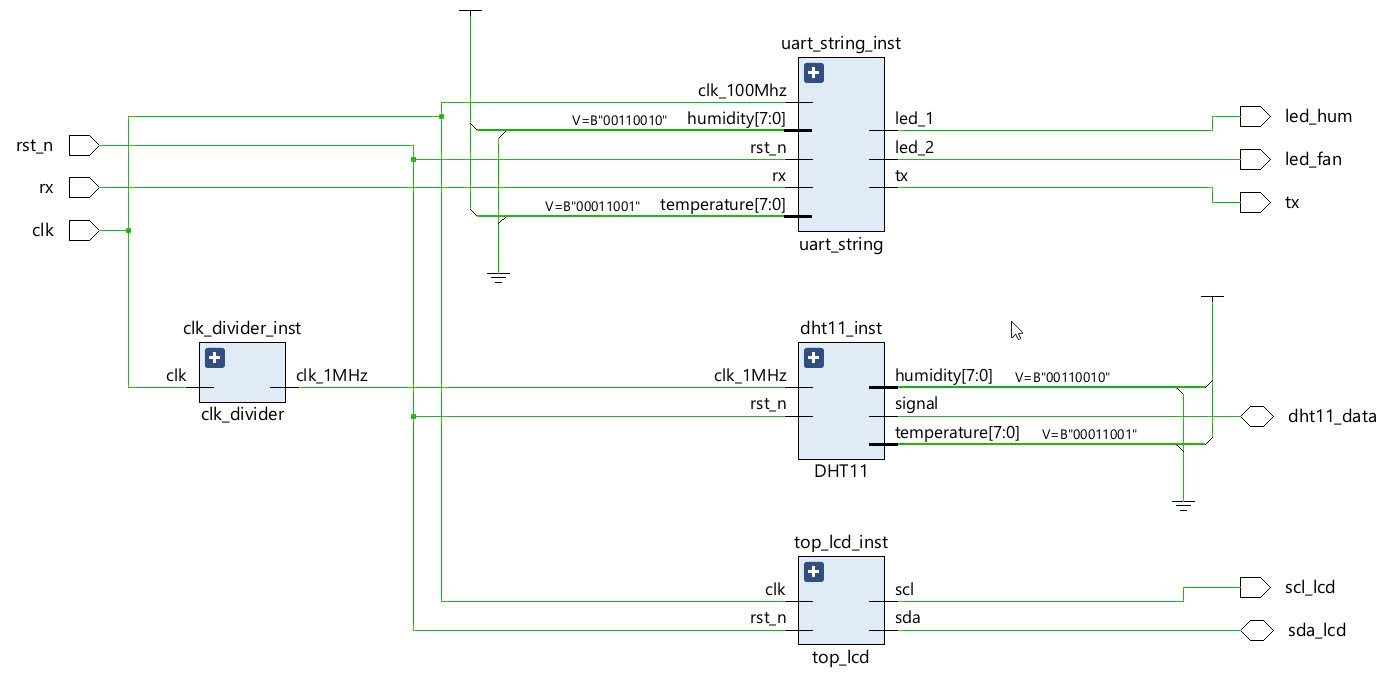 uart_string_inst
clk_100Mhz
V=B"00110010" humidity[7:0]
rst_n
rx
V=B"00011001" temperature[7:0]
led_1
led_2
tx
uart_string
led_hum
led_fan
tx
rst_n
rx
clk
clk_divider_inst
clk
clk_1MHz
clk_divider
dht11_inst
clk_1MHz
rst_n
humidity[7:0] V=B"00110010"
signal
temperature[7:0] V=B"00011001"
DHT11
dht11_data
top_lcd_inst
clk
rst_n
scl
sda
top_lcd
scl_lcd
sda_lcd